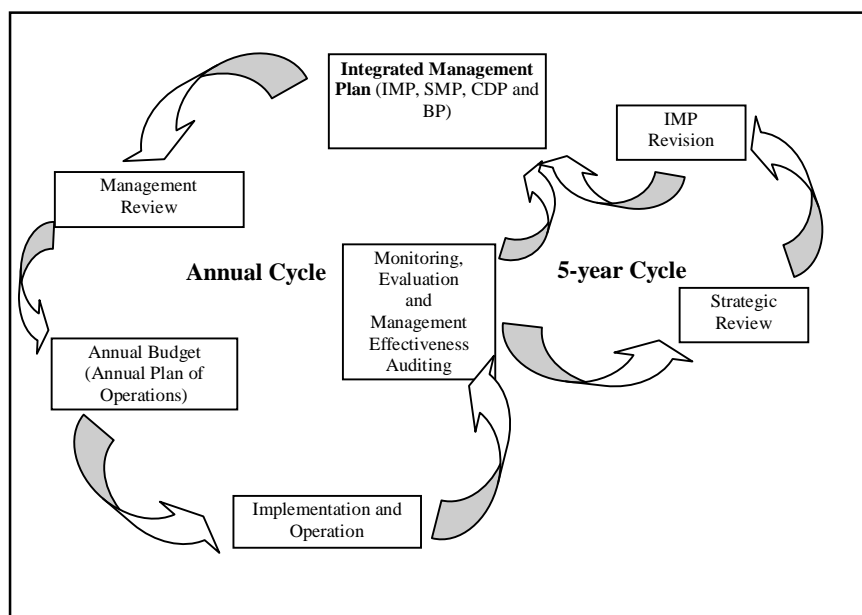 Integrated Management
Plan (IMP, SMP, CDP and
BP)
IMP
Revision
Management
Review
Annual Cycle
Monitoring,
Evaluation
and
Management
Effectiveness
Auditing
5-year Cycle
Strategic
Review
Annual Budget
(Annual Plan of
Operations)
Implementation and
Operation